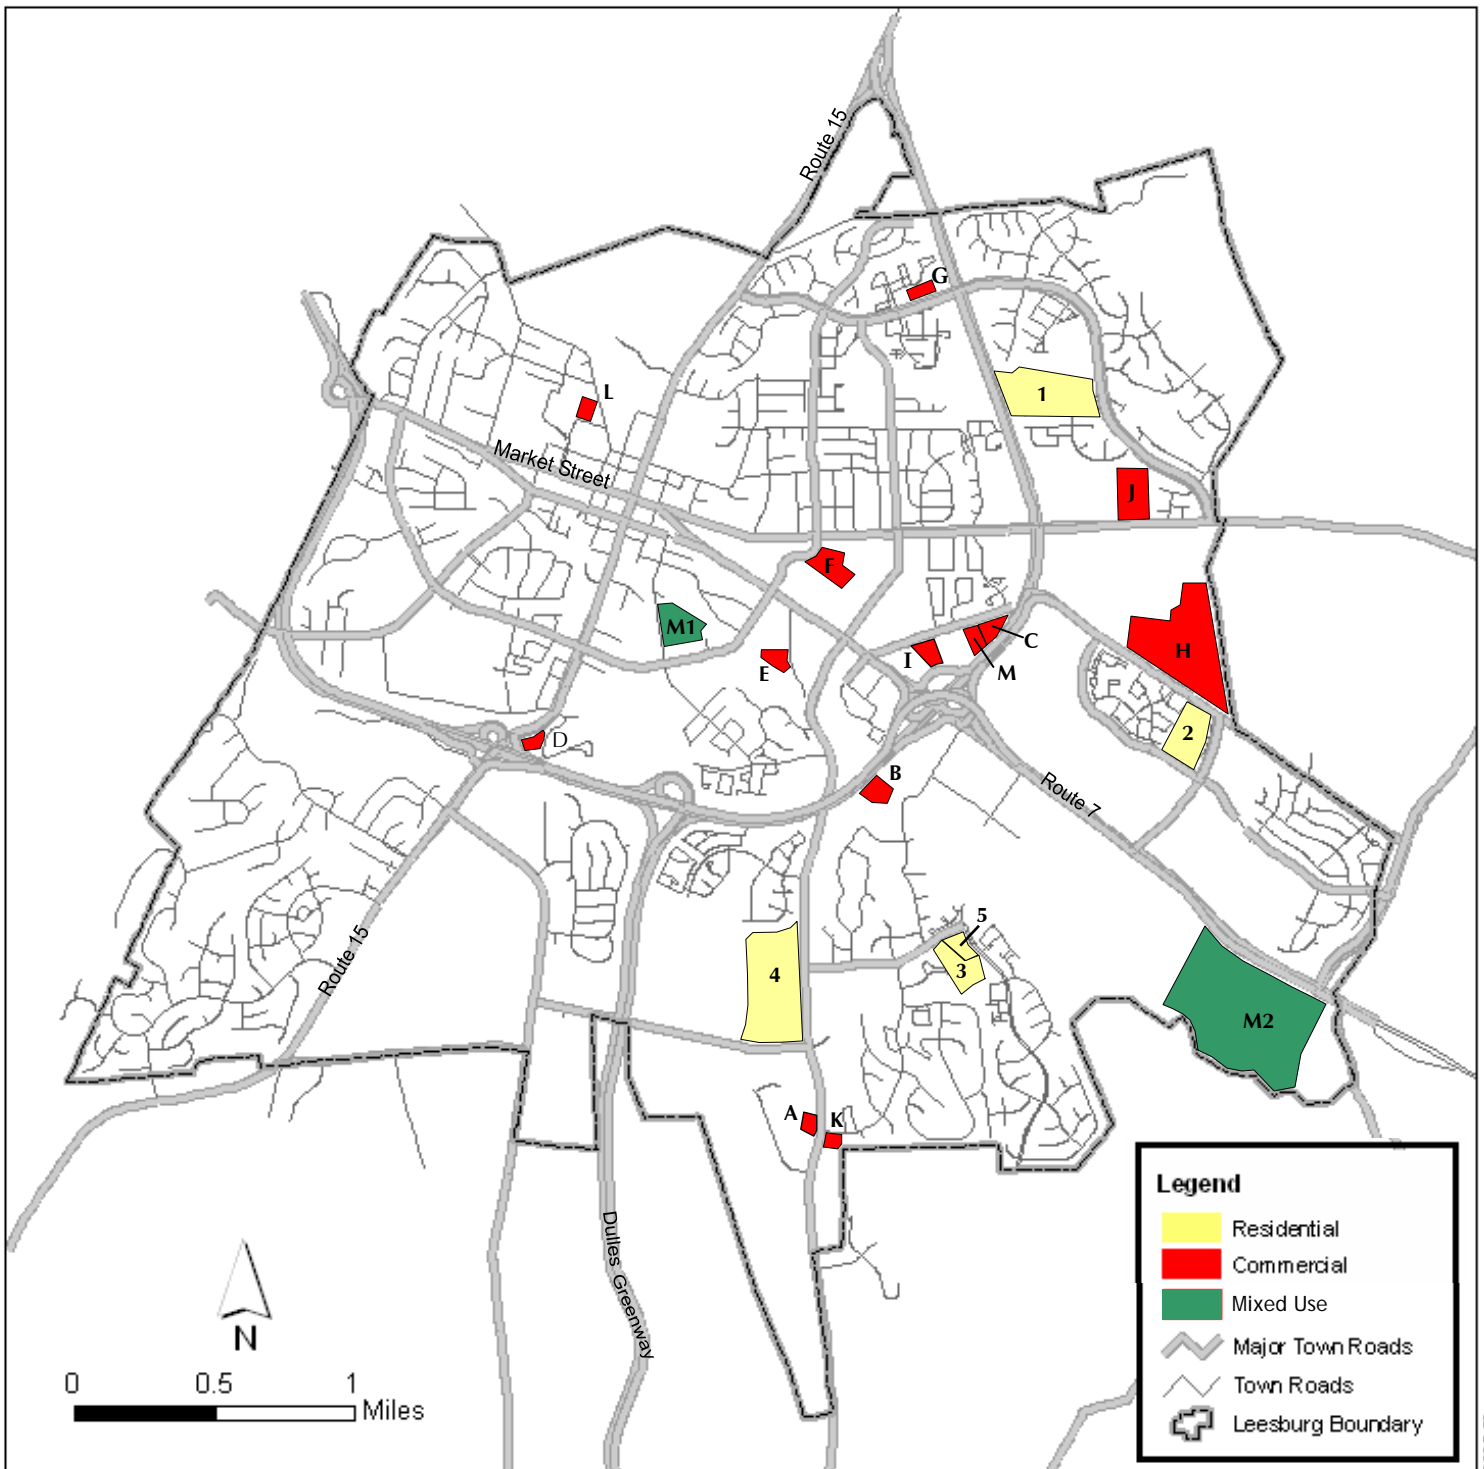 Route 15
G
1
L
Market Street
J
F
M1
C
H
I
M
E
2
D
B
Route 7
5
Route 15
4
3
M2
A
K
Dulles Greenway
N
0 0.5 1
Miles
Legend
Residential
Commercial
Mixed Use
Major Town Roads
Town Roads
Leesburg Boundary